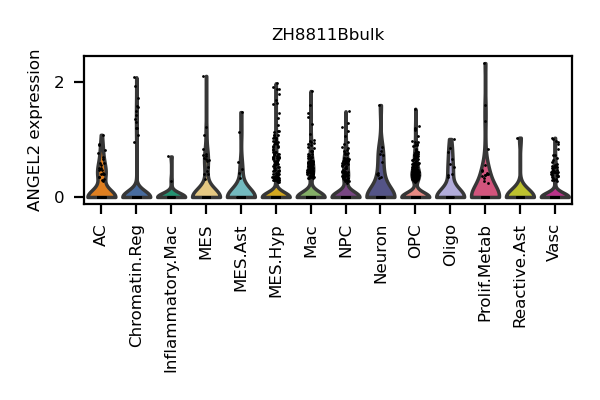 ZH8811Bbulk
ANGEL2 expression
2
0
AC
Chromatin.Reg
Inflammatory.Mac
MES
MES.Ast
MES.Hyp
Mac
NPC
Neuron
OPC
Oligo
Prolif.Metab
Reactive.Ast
Vasc